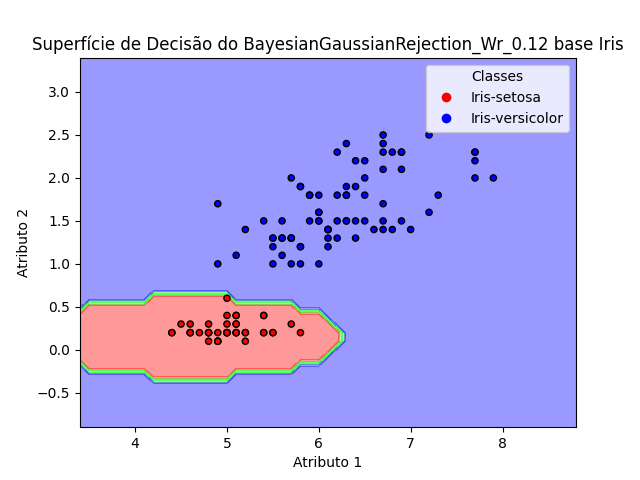 Superfície de Decisão do BayesianGaussianRejection_Wr_0.12 base Iris
Classes
Iris-setosa
Iris-versicolor
3.0
2.5
2.0
1.5
1.0
0.5
0.0
−0.5
Atributo 2
4 5 6 7 8
Atributo 1